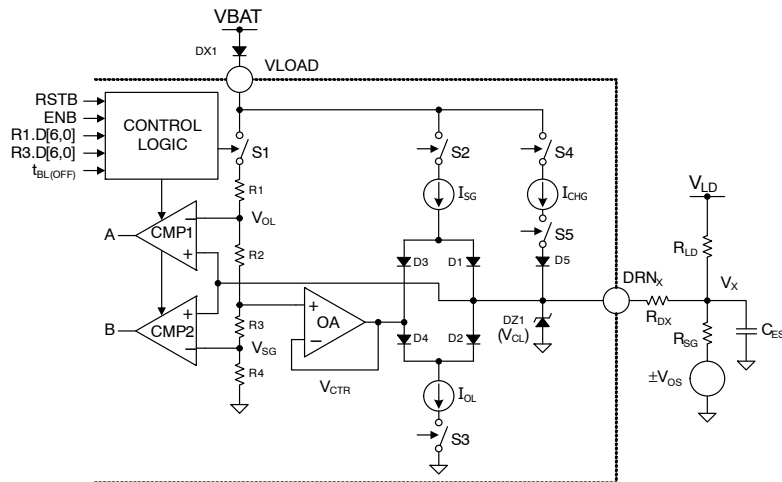 VBAT
DX1
VLOAD
RSTB
ENB
R1.D[6,0]
R3.D[6,0]
tBL(OFF)
CONTROL
LOGIC
S1
S2
S4
R1
ISG
ICHG
VLD
A
CMP1
VOL
S5
R2
D3
D1
D5
RLD
DRNX
VX
B
CMP2
R3
OA
D4
D2
DZ1
(VCL)
RDX
RSG
CES
VSG
R4
VCTR
IOL
±VOS
S3